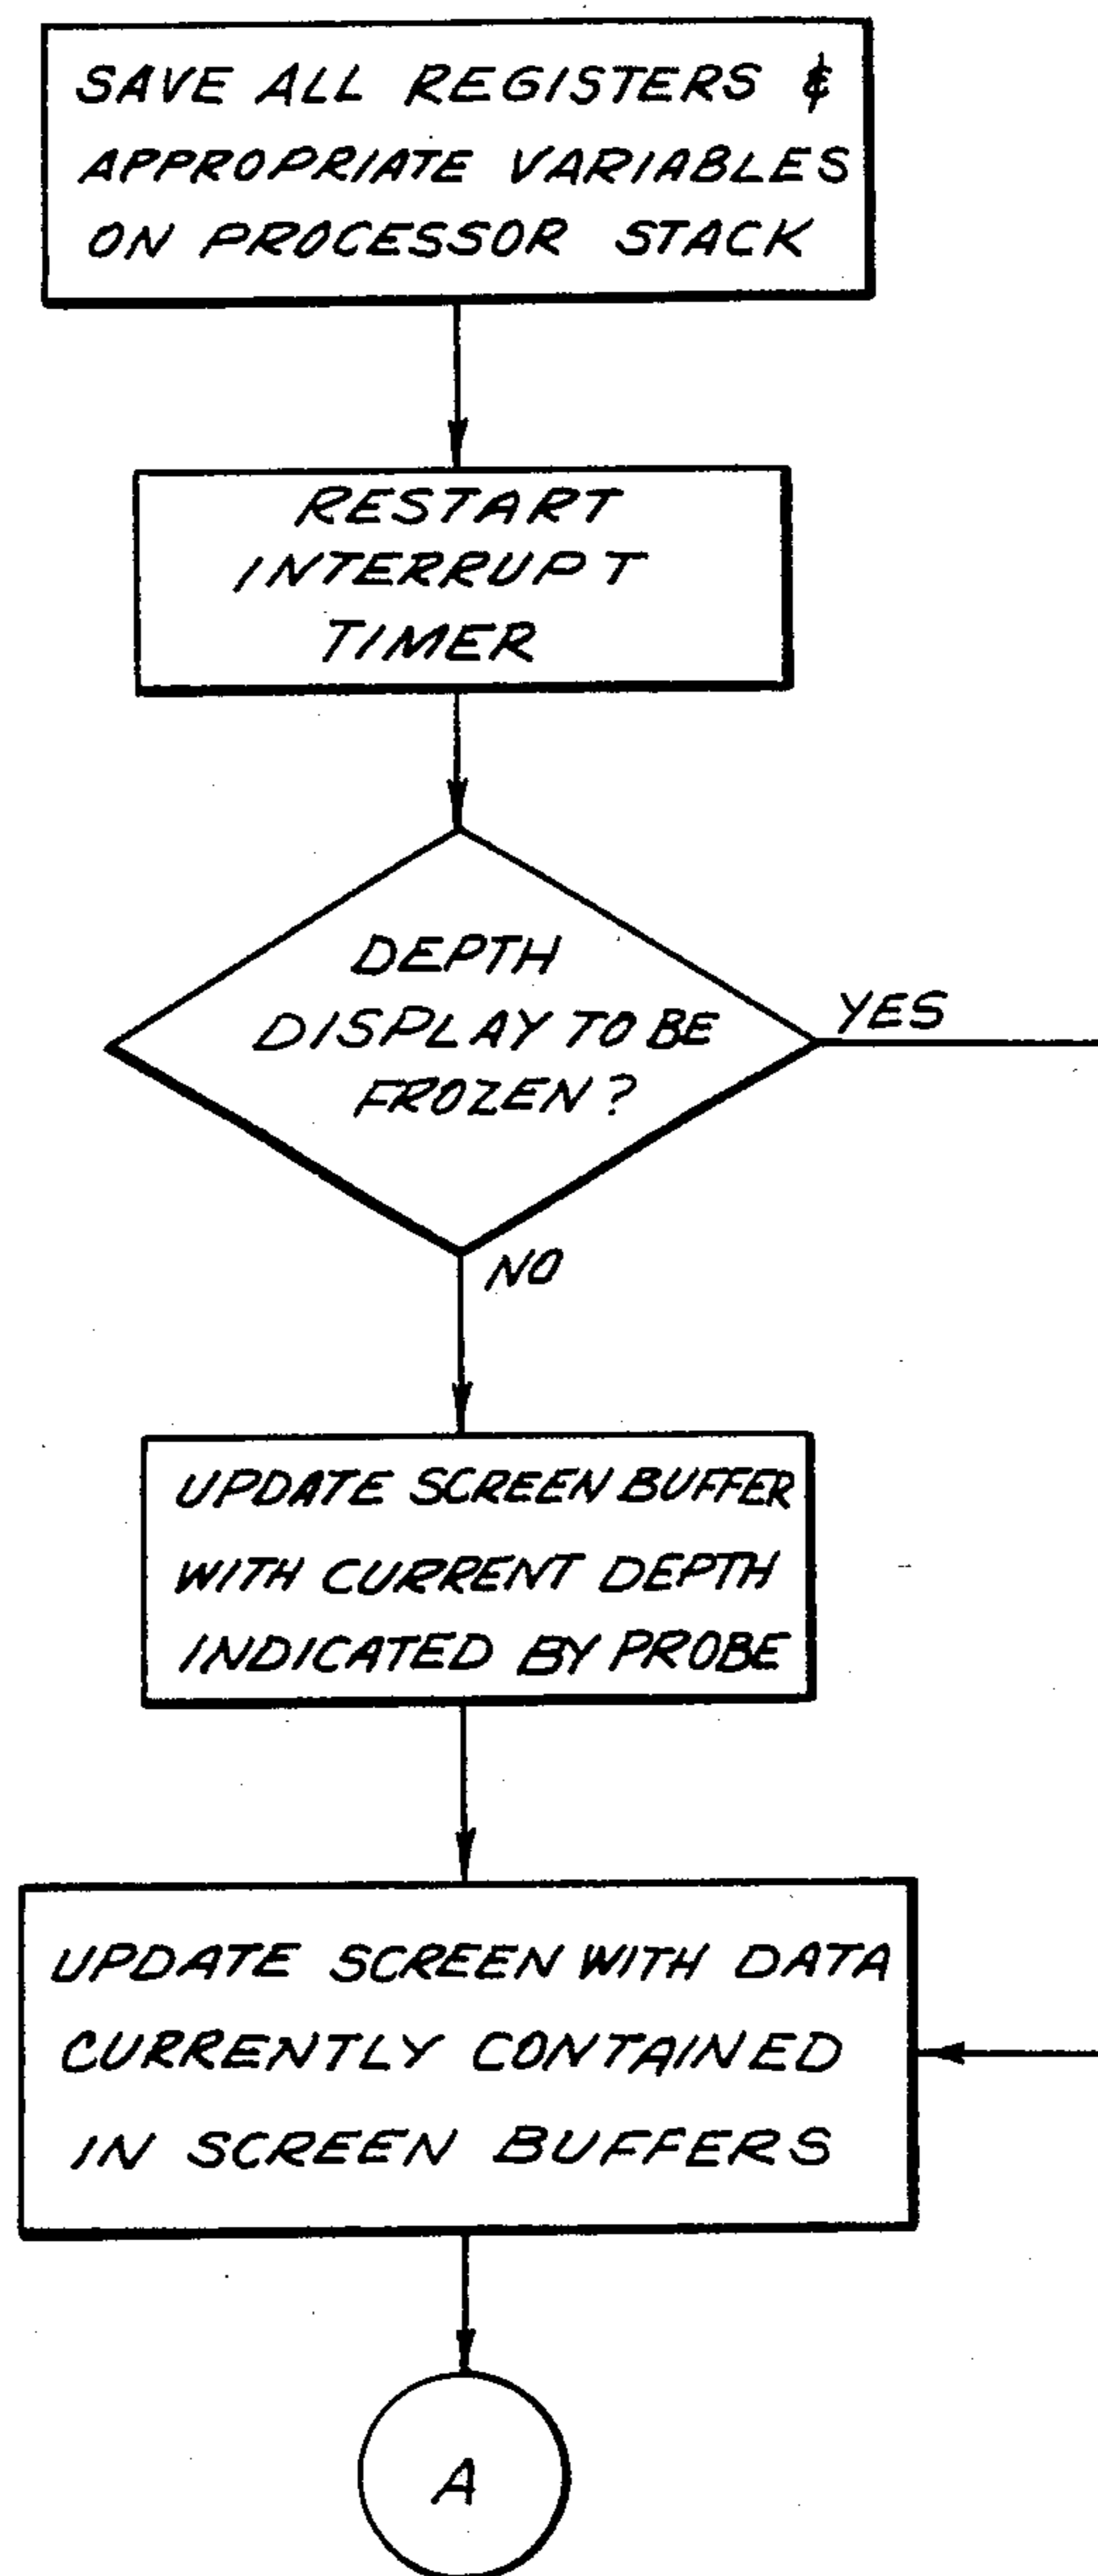 SAVE ALL REGISTERS &
APPROPRIATE VARIABLES
ON PROCESSOR STACK
RESTART
INTERRUPT
TIMER
DEPTH
DISPLAY TO BE
FROZEN?
YES
NO
UPDATE SCREEN BUFFER
WITH CURRENT DEPTH
INDICATED BY PROBE
UPDATE SCREEN WITH DATA
CURRENTLY CONTAINED
IN SCREEN BUFFERS
A